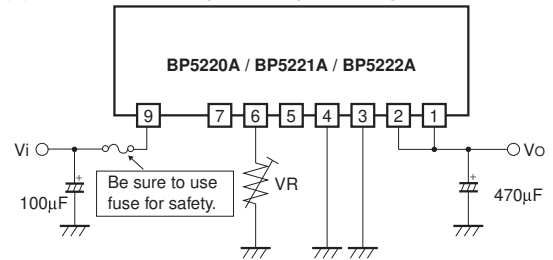 BP5220A / BP5221A / BP5222A
9 7 6 5 4 3 2 1
Vi
Vo
+
+
VR
Be sure to use
fuse for safety.
100μF
470μF